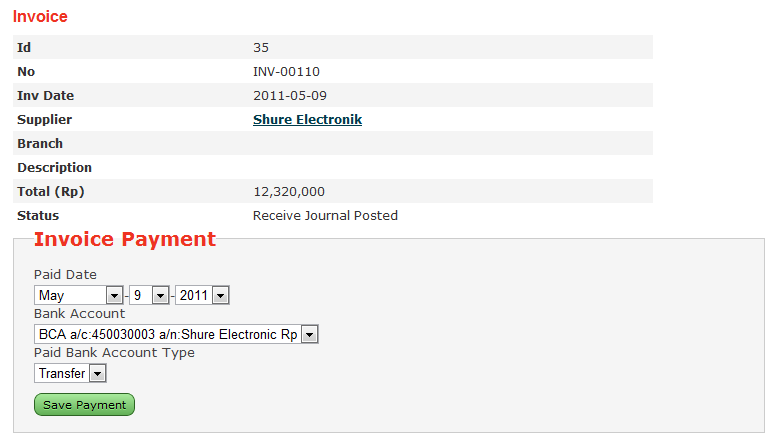 Invoice
Id 35
No INV-00110
Inv Date 2011-05-09
Supplier Shure Electronik
Branch
Description
Total (Rp) 12,320,000
Status Receive Journal Posted
Invoice Payment
Paid Date
May - 9 - 2011
Bank Account
BCA a/c:450030003 a/n:Shure Electronic Rp
Paid Bank Account Type
Transfer
Save Payment